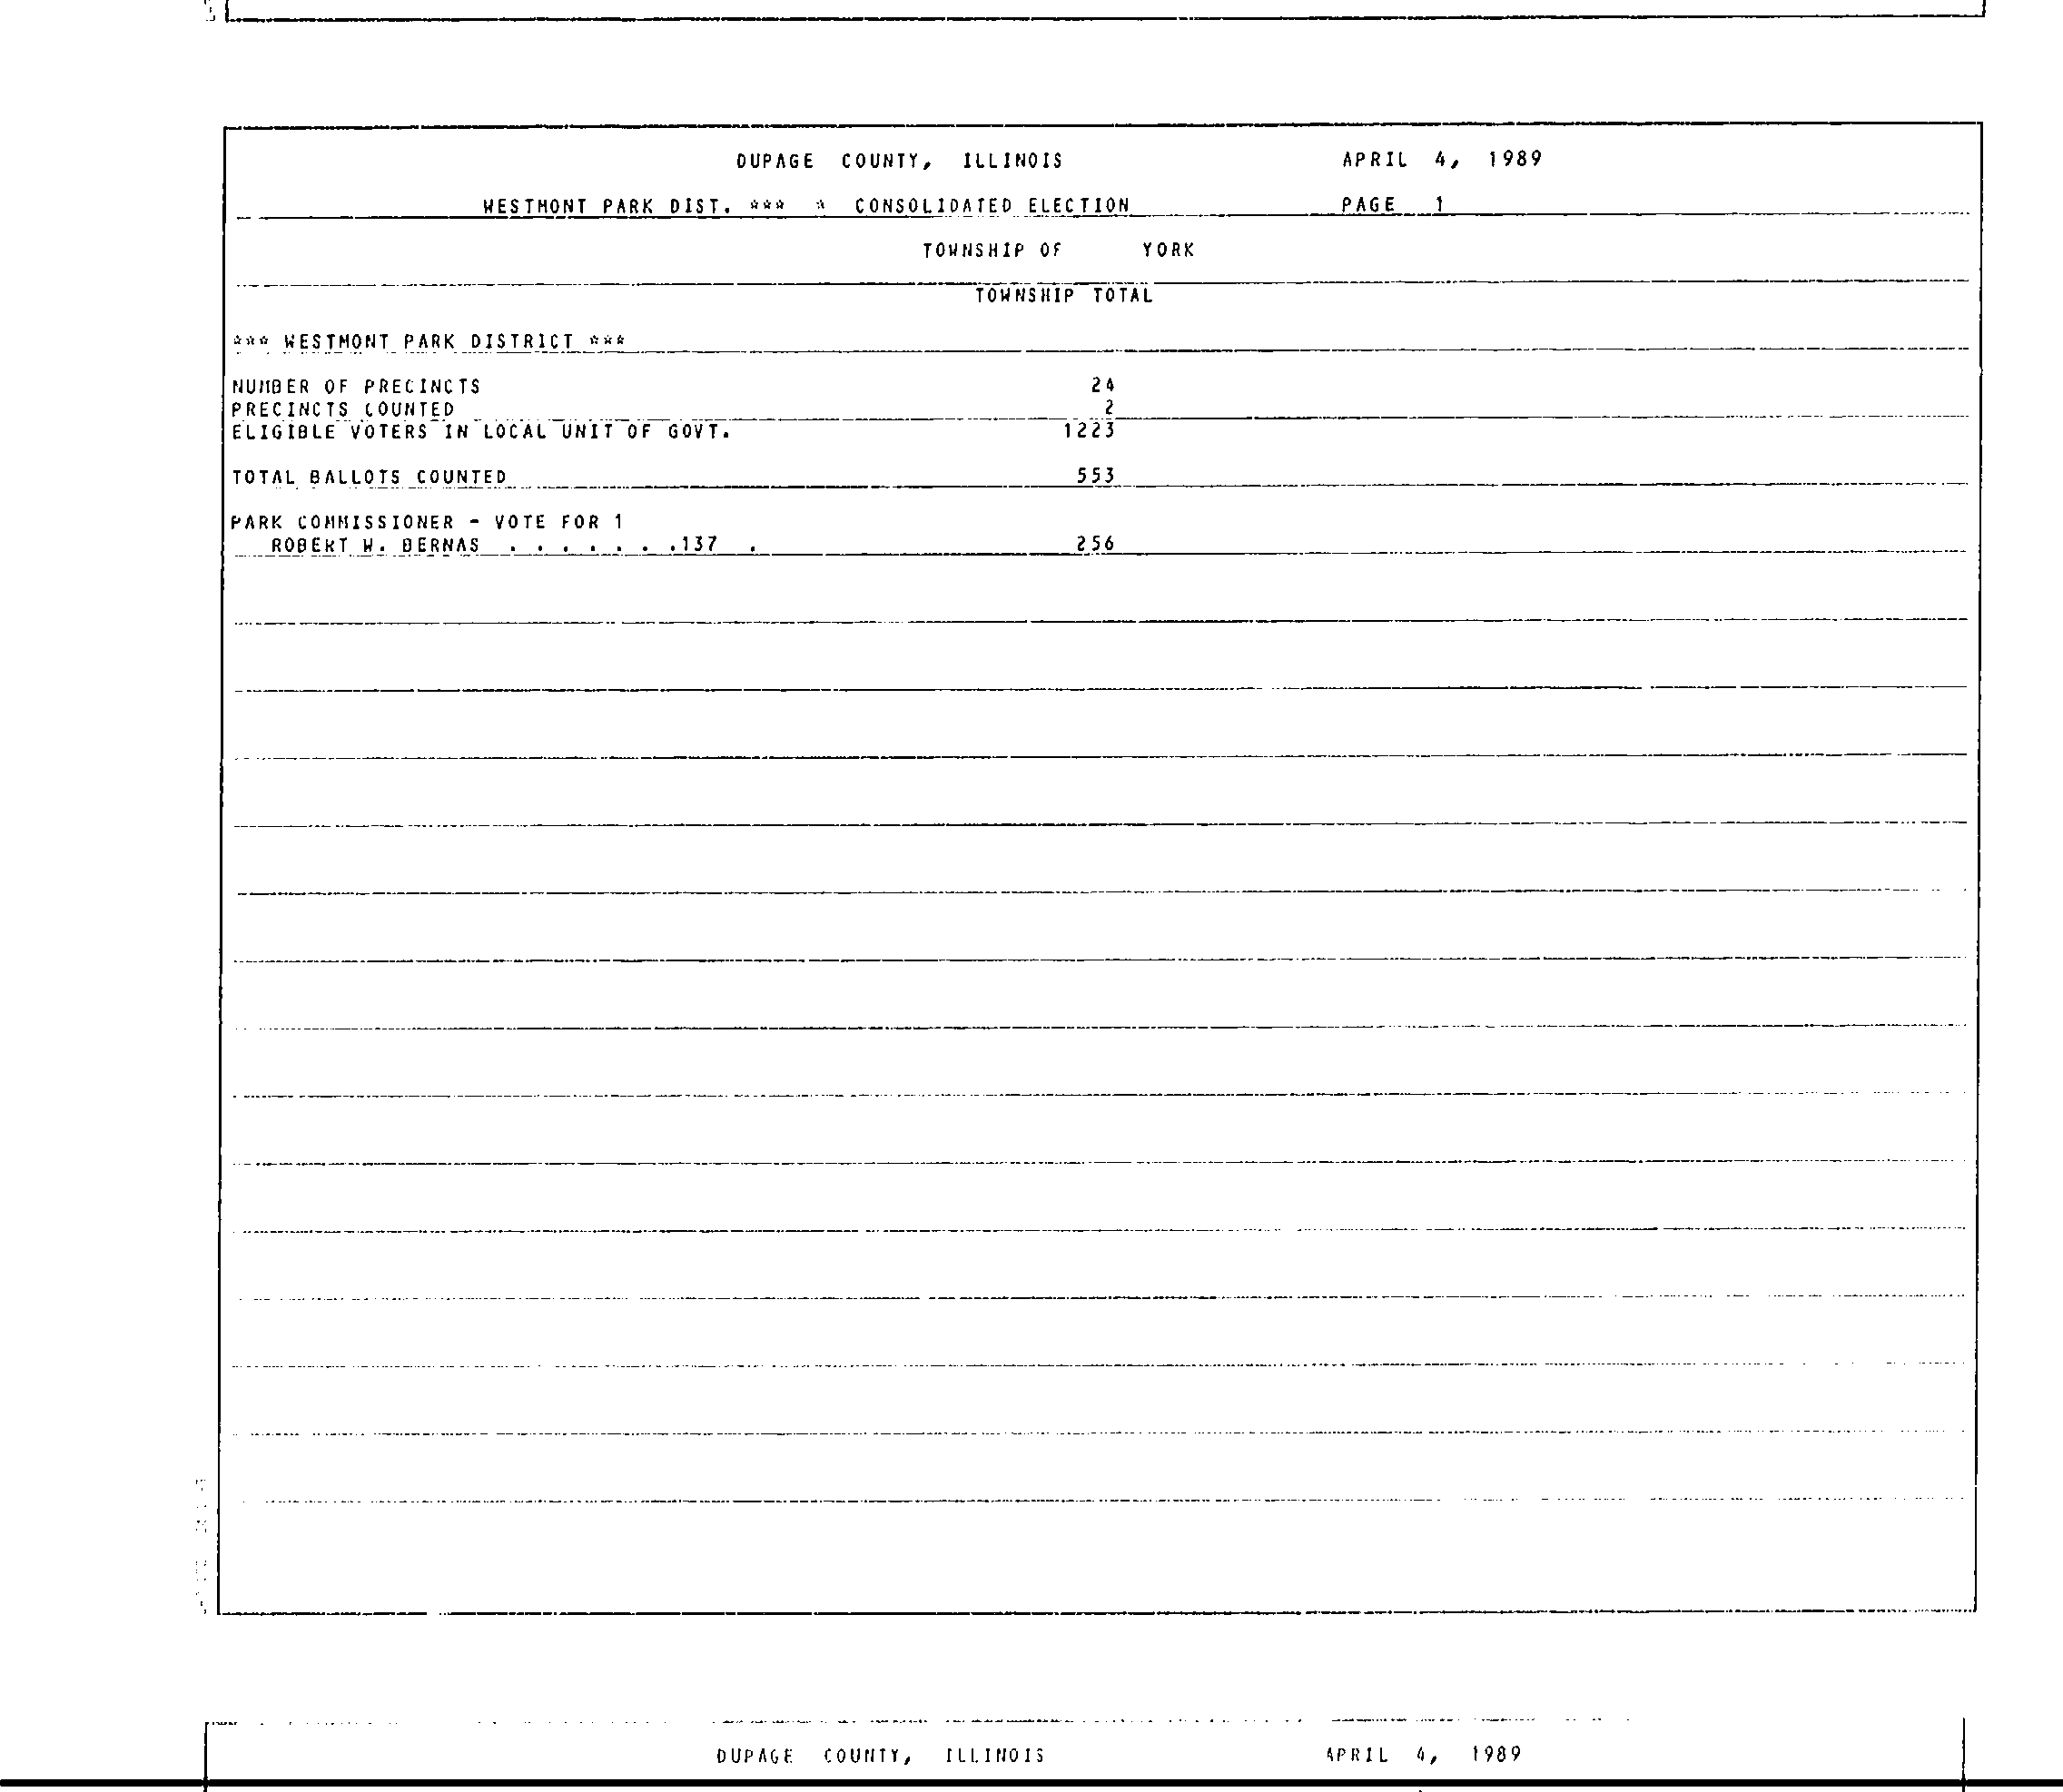 DUPAGE COUNTY, ILLINOIS APRIL 4, 1989
WESTMONT PARK DIST. *** * CONSOLIDATED ELECTION PAGE 1
TOWNSHIP OF YORK
TOWNSHIP TOTAL
*** WESTMONT PARK DISTRICT ***
NUMBER OF PRECINCTS 24
PRECINCTS COUNTED 2
ELIGIBLE VOTERS IN LOCAL UNIT OF GOVT. 1223
TOTAL BALLOTS COUNTED 553
PARK COMMISSIONER - VOTE FOR 1
ROBERT W. BERNAS . . . . . . .137 . 256
DUPAGE COUNTY, ILLINOIS APRIL 4, 1989